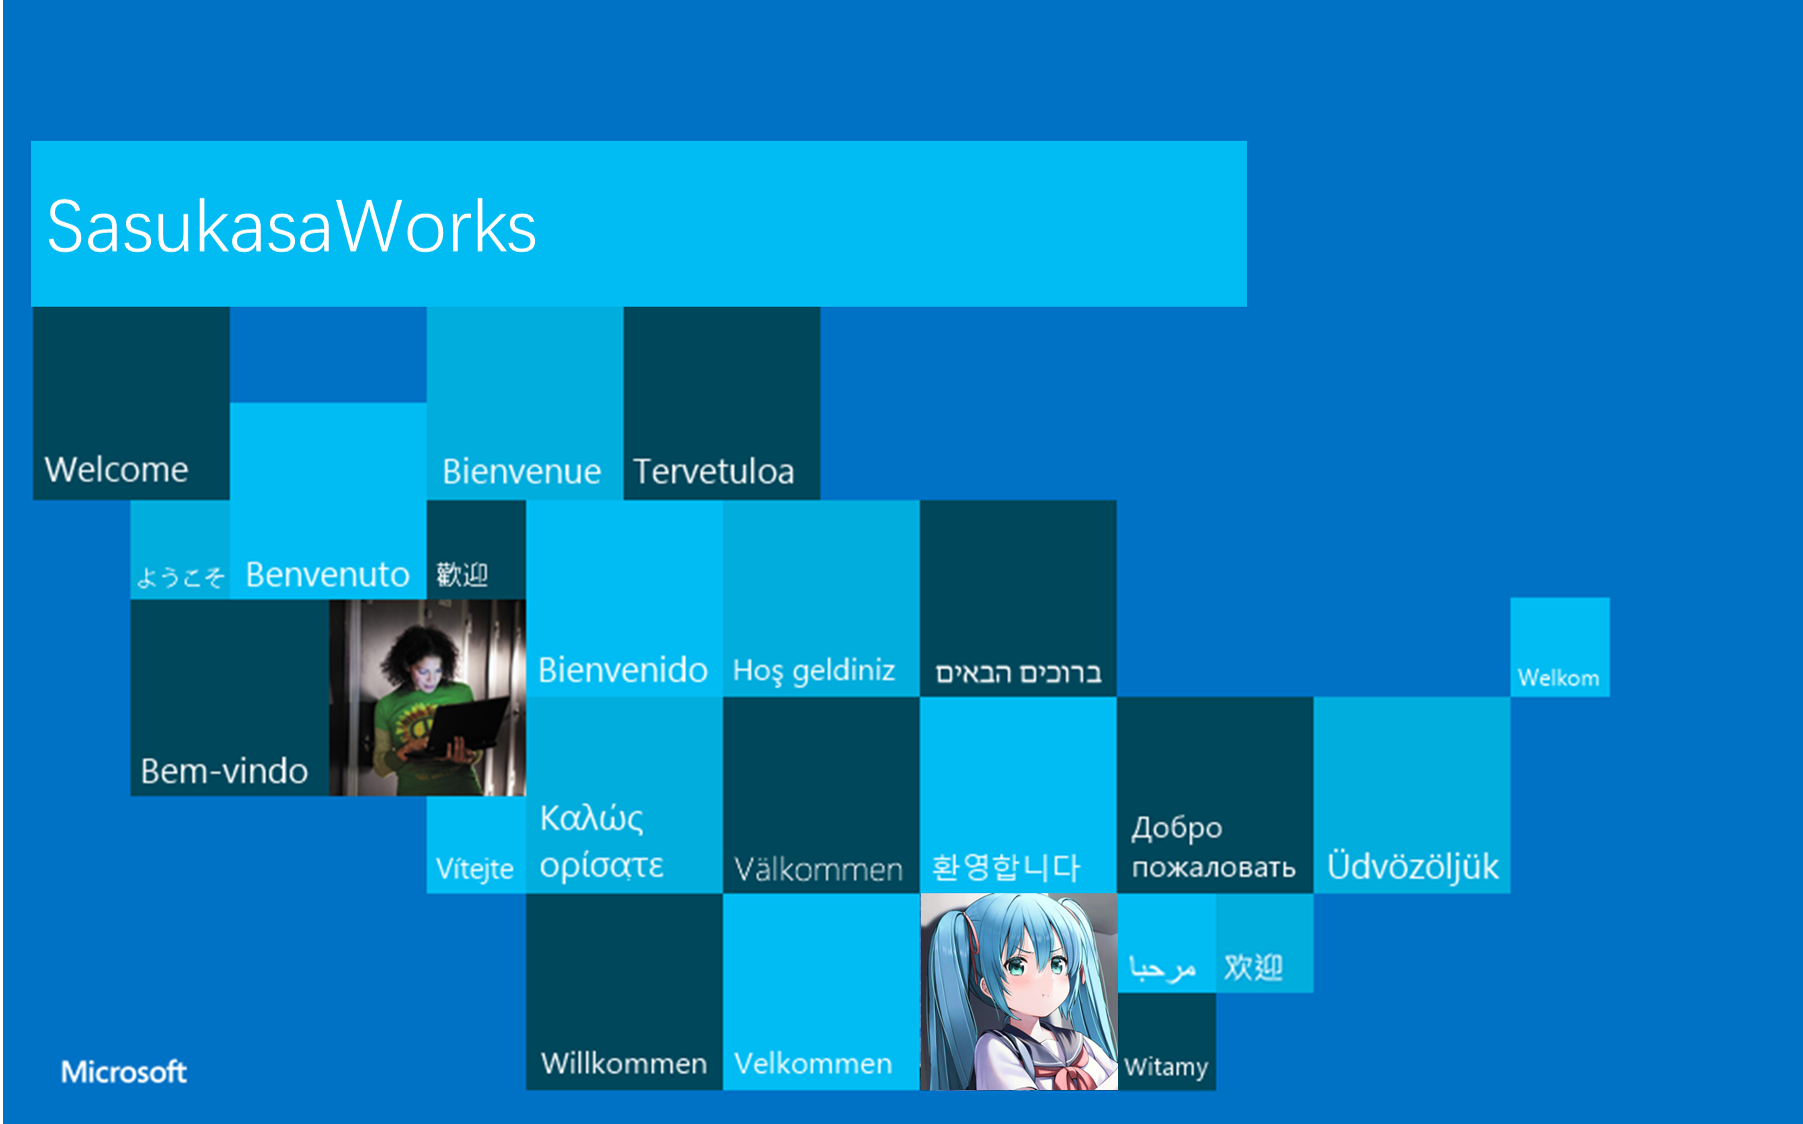 SasukasaWorks
Welcome
Bienvenue
Tervetuloa
ようこそ
Benvenuto
歡迎
Bienvenido
Hoş geldiniz
ברוכים הבאים
Welkom
Bem-vindo
Vítejte
Καλώς
ορίσατε
Välkommen
환영합니다
Добро
пожаловать
Üdvözöljük
مرحبا
欢迎
Willkommen
Velkommen
Witamy
Microsoft